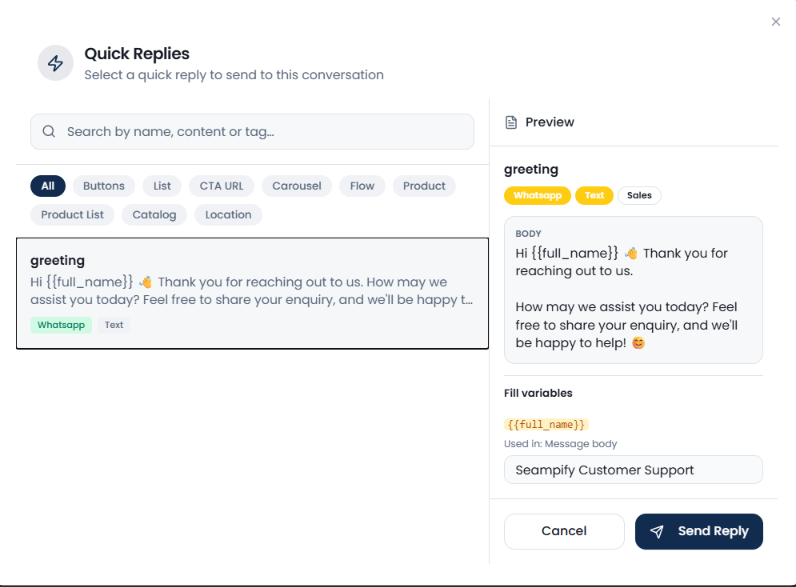 Quick Replies
Select a quick reply to send to this conversation
Search by name, content or tag...
All Buttons List CTA URL Carousel Flow Product
Product List Catalog Location
greeting
Hi {{full_name}} 👋 Thank you for reaching out to us. How may we
assist you today? Feel free to share your enquiry, and we'll be happy t...
Whatsapp Text
Preview
greeting
Whatsapp Text Sales
BODY
Hi {{full_name}} 👋 Thank you for
reaching out to us.
How may we assist you today? Feel
free to share your enquiry, and we'll
be happy to help! 😊
Fill variables
{{full_name}}
Used in: Message body
Seampify Customer Support
Cancel Send Reply